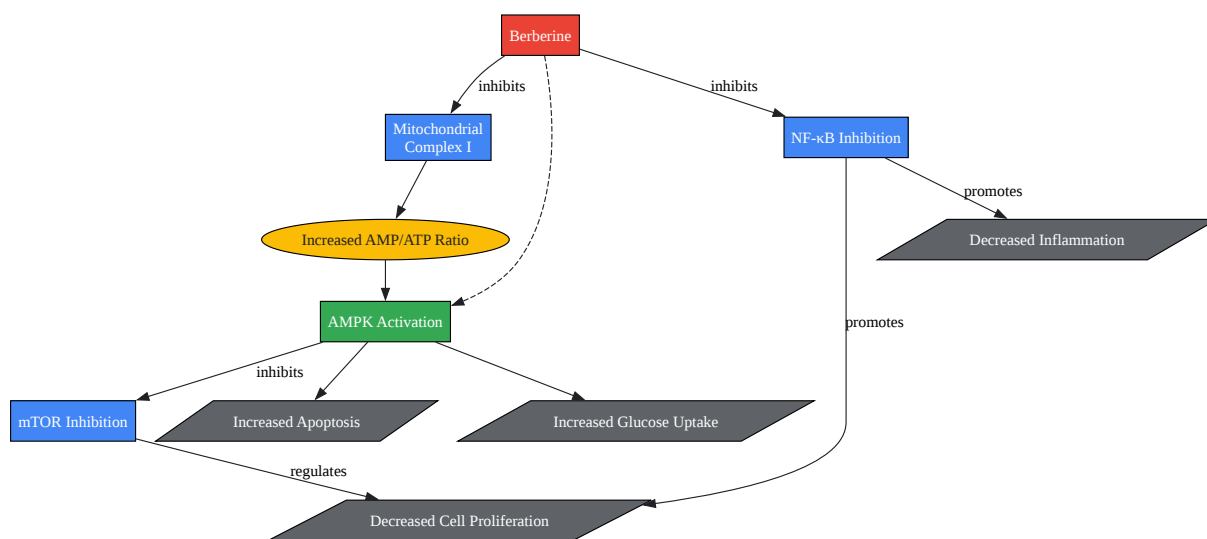 Berberine
inhibits
inhibits
Mitochondrial
Complex I
NF-κB Inhibition
promotes
Increased AMP/ATP Ratio
Decreased Inflammation
AMPK Activation
promotes
inhibits
mTOR Inhibition
Increased Apoptosis
Increased Glucose Uptake
regulates
Decreased Cell Proliferation